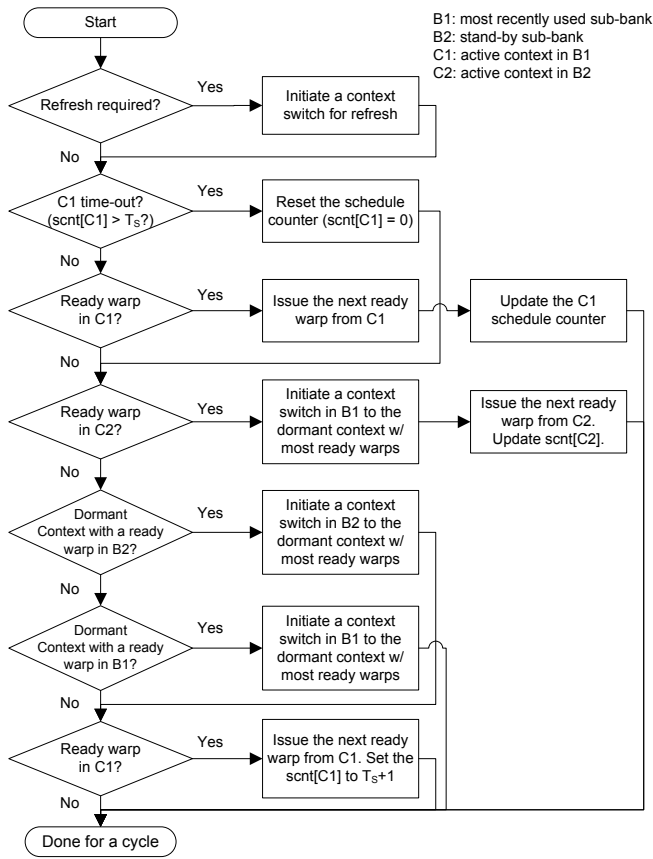 Start
B1: most recently used sub-bank
B2: stand-by sub-bank
C1: active context in B1
C2: active context in B2
Refresh required?
Yes
Initiate a context
switch for refresh
No
C1 time-out?
(scnt[C1] > TS?)
Yes
Reset the schedule
counter (scnt[C1] = 0)
No
Ready warp
in C1?
Yes
Issue the next ready
warp from C1
Update the C1
schedule counter
No
Ready warp
in C2?
Yes
Initiate a context
switch in B1 to the
dormant context w/
most ready warps
Issue the next ready
warp from C2.
Update scnt[C2].
No
Dormant
Context with a ready
warp in B2?
Yes
Initiate a context
switch in B2 to the
dormant context w/
most ready warps
No
Dormant
Context with a ready
warp in B1?
Yes
Initiate a context
switch in B1 to the
dormant context w/
most ready warps
No
Ready warp
in C1?
Yes
Issue the next ready
warp from C1. Set the
scnt[C1] to TS+1
No
Done for a cycle